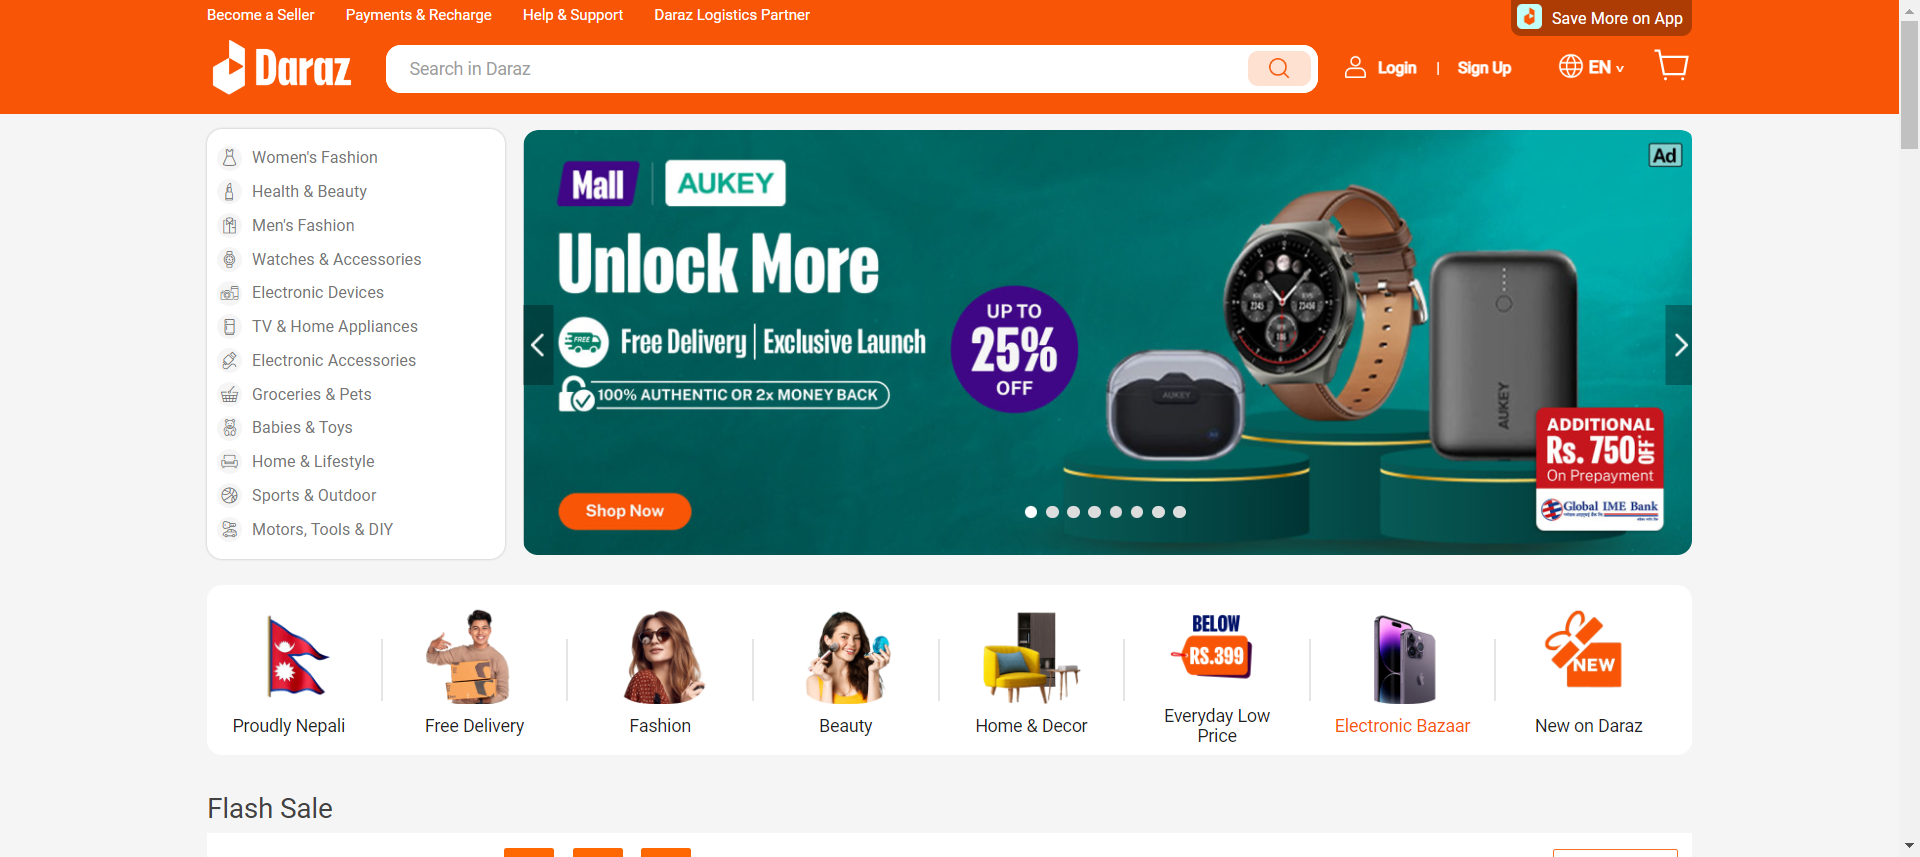 Become a Seller
Payments & Recharge
Help & Support
Daraz Logistics Partner
Save More on App
Daraz
Search in Daraz
Login
|
Sign Up
EN
Women's Fashion
Health & Beauty
Men's Fashion
Watches & Accessories
Electronic Devices
TV & Home Appliances
Electronic Accessories
Groceries & Pets
Babies & Toys
Home & Lifestyle
Sports & Outdoor
Motors, Tools & DIY
Ad
Mall
AUKEY
Unlock More
FREE
Free Delivery | Exclusive Launch
100% AUTHENTIC OR 2x MONEY BACK
UP TO
25%
OFF
AUKEY
AUKEY
ADDITIONAL
Rs. 750 OFF
On Prepayment
Global IME Bank
Shop Now
Proudly Nepali
Free Delivery
Fashion
Beauty
Home & Decor
BELOW
RS.399
Everyday Low
Price
Electronic Bazaar
NEW
New on Daraz
Flash Sale